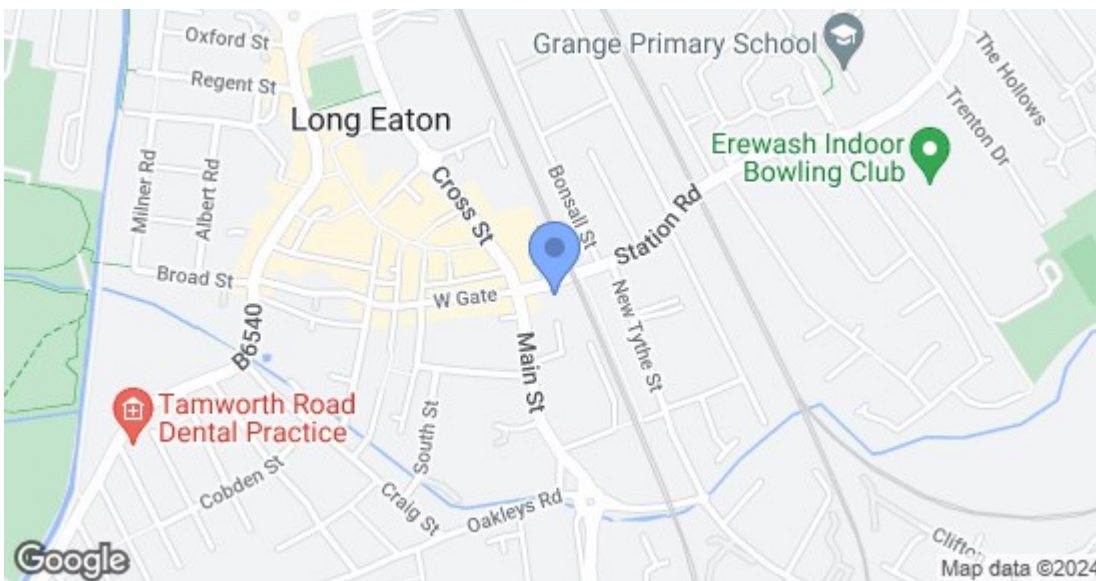 Oxford St
Regent St
Milner Rd
Albert Rd
Long Eaton
Cross St
Grange Primary School
The Hollows
Trenton Dr
Erewash Indoor
Bowling Club
Bonsall St
Station Rd
Broad St
W Gate
B6540
Main St
New Tythe St
Tamworth Road
Dental Practice
South St
Cobden St
Craig St
Oakleys Rd
Google
Map data ©2024